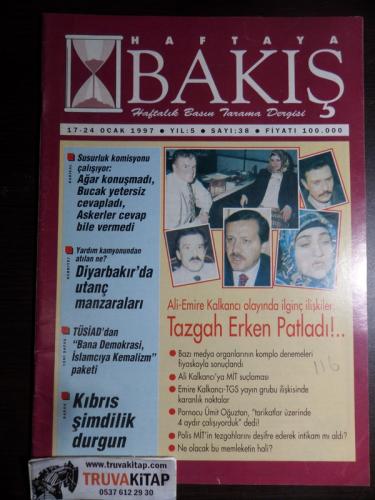 HAFTAYA
BAKIŞ
Haftalık Basın Tarama Dergisi
17-24 OCAK 1997 • YIL:5 • SAYI:38 • FİYATI 100.000
Susurluk komisyonu
çalışıyor:
Ağar konuşmadı,
Bucak yetersiz
cevapladı,
Askerler cevap
bile vermedi
Yardım kamyonundan
atılan ne?
Diyarbakır'da
utanç
manzaraları
TÜSİAD'dan
"Bana Demokrasi,
İslamcıya Kemalizm"
paketi
Kıbrıs
şimdilik
durgun
Ali-Emire Kalkancı olayında ilginç ilişkiler
Tazgah Erken Patladı!..
• Bazı medya organlarının komplo denemeleri
fiyaskoyla sonuçlandı
• Ali Kalkancı'ya MİT suçlaması
• Emire Kalkancı-TGS yayın grubu ilişkisinde
karanlık noktalar
• Pornocu Ümit Oğuztan, "tarikatlar üzerinde
4 aydır çalışıyorduk" dedi!
• Polis MİT'in tezgahlarını deşifre ederek intikam mı aldı?
• Ne olacak bu memleketin hali?
116
www.truvakitap.com
TRUVAKiTAP
0537 612 29 30